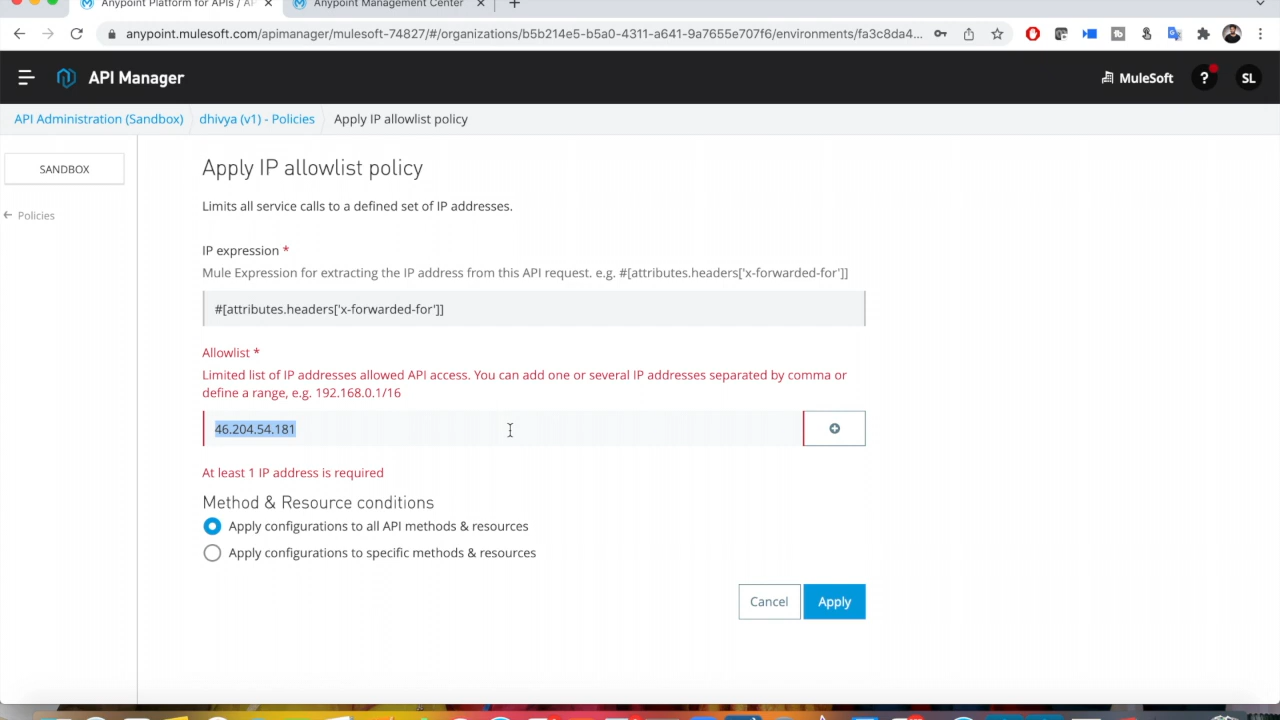 Anypoint Platform for APIs / AP
Anypoint Management Center
anypoint.mulesoft.com/apimanager/mulesoft-74827/#/organizations/b5b214e5-b5a0-4311-a641-9a7655e707f6/environments/fa3c8da4...
API Manager
MuleSoft
?
SL
API Administration (Sandbox)
dhivya (v1) - Policies
Apply IP allowlist policy
SANDBOX
Policies
Apply IP allowlist policy
Limits all service calls to a defined set of IP addresses.
IP expression *
Mule Expression for extracting the IP address from this API request. e.g. #[attributes.headers['x-forwarded-for']]
#[attributes.headers['x-forwarded-for']]
Allowlist *
Limited list of IP addresses allowed API access. You can add one or several IP addresses separated by comma or
define a range, e.g. 192.168.0.1/16
46.204.54.181
At least 1 IP address is required
Method & Resource conditions
Apply configurations to all API methods & resources
Apply configurations to specific methods & resources
Cancel
Apply